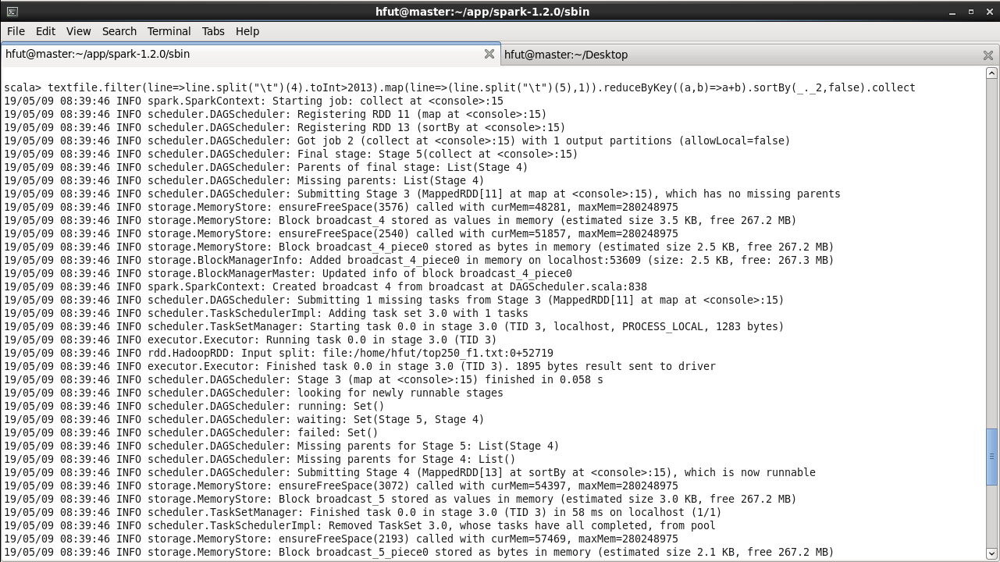 hfut@master:~/app/spark-1.2.0/sbin
File Edit View Search Terminal Tabs Help
hfut@master:~/app/spark-1.2.0/sbin
hfut@master:~/Desktop
scala> textfile.filter(line=>line.split("\t")(4).toInt>2013).map(line=>(line.split("\t")(5),1)).reduceByKey((a,b)=>a+b).sortBy(_._2,false).collect
19/05/09 08:39:46 INFO spark.SparkContext: Starting job: collect at <console>:15
19/05/09 08:39:46 INFO scheduler.DAGScheduler: Registering RDD 11 (map at <console>:15)
19/05/09 08:39:46 INFO scheduler.DAGScheduler: Registering RDD 13 (sortBy at <console>:15)
19/05/09 08:39:46 INFO scheduler.DAGScheduler: Got job 2 (collect at <console>:15) with 1 output partitions (allowLocal=false)
19/05/09 08:39:46 INFO scheduler.DAGScheduler: Final stage: Stage 5(collect at <console>:15)
19/05/09 08:39:46 INFO scheduler.DAGScheduler: Parents of final stage: List(Stage 4)
19/05/09 08:39:46 INFO scheduler.DAGScheduler: Missing parents: List(Stage 4)
19/05/09 08:39:46 INFO scheduler.DAGScheduler: Submitting Stage 3 (MappedRDD[11] at map at <console>:15), which has no missing parents
19/05/09 08:39:46 INFO storage.MemoryStore: ensureFreeSpace(3576) called with curMem=48281, maxMem=280248975
19/05/09 08:39:46 INFO storage.MemoryStore: Block broadcast_4 stored as values in memory (estimated size 3.5 KB, free 267.2 MB)
19/05/09 08:39:46 INFO storage.MemoryStore: ensureFreeSpace(2540) called with curMem=51857, maxMem=280248975
19/05/09 08:39:46 INFO storage.MemoryStore: Block broadcast_4_piece0 stored as bytes in memory (estimated size 2.5 KB, free 267.2 MB)
19/05/09 08:39:46 INFO storage.BlockManagerInfo: Added broadcast_4_piece0 in memory on localhost:53609 (size: 2.5 KB, free: 267.3 MB)
19/05/09 08:39:46 INFO storage.BlockManagerMaster: Updated info of block broadcast_4_piece0
19/05/09 08:39:46 INFO spark.SparkContext: Created broadcast 4 from broadcast at DAGScheduler.scala:838
19/05/09 08:39:46 INFO scheduler.DAGScheduler: Submitting 1 missing tasks from Stage 3 (MappedRDD[11] at map at <console>:15)
19/05/09 08:39:46 INFO scheduler.TaskSchedulerImpl: Adding task set 3.0 with 1 tasks
19/05/09 08:39:46 INFO scheduler.TaskSetManager: Starting task 0.0 in stage 3.0 (TID 3, localhost, PROCESS_LOCAL, 1283 bytes)
19/05/09 08:39:46 INFO executor.Executor: Running task 0.0 in stage 3.0 (TID 3)
19/05/09 08:39:46 INFO rdd.HadoopRDD: Input split: file:/home/hfut/top250_f1.txt:0+52719
19/05/09 08:39:46 INFO executor.Executor: Finished task 0.0 in stage 3.0 (TID 3). 1895 bytes result sent to driver
19/05/09 08:39:46 INFO scheduler.DAGScheduler: Stage 3 (map at <console>:15) finished in 0.058 s
19/05/09 08:39:46 INFO scheduler.DAGScheduler: looking for newly runnable stages
19/05/09 08:39:46 INFO scheduler.DAGScheduler: running: Set()
19/05/09 08:39:46 INFO scheduler.DAGScheduler: waiting: Set(Stage 5, Stage 4)
19/05/09 08:39:46 INFO scheduler.DAGScheduler: failed: Set()
19/05/09 08:39:46 INFO scheduler.DAGScheduler: Missing parents for Stage 5: List(Stage 4)
19/05/09 08:39:46 INFO scheduler.DAGScheduler: Missing parents for Stage 4: List()
19/05/09 08:39:46 INFO scheduler.DAGScheduler: Submitting Stage 4 (MappedRDD[13] at sortBy at <console>:15), which is now runnable
19/05/09 08:39:46 INFO storage.MemoryStore: ensureFreeSpace(3072) called with curMem=54397, maxMem=280248975
19/05/09 08:39:46 INFO storage.MemoryStore: Block broadcast_5 stored as values in memory (estimated size 3.0 KB, free 267.2 MB)
19/05/09 08:39:46 INFO scheduler.TaskSetManager: Finished task 0.0 in stage 3.0 (TID 3) in 58 ms on localhost (1/1)
19/05/09 08:39:46 INFO scheduler.TaskSchedulerImpl: Removed TaskSet 3.0, whose tasks have all completed, from pool
19/05/09 08:39:46 INFO storage.MemoryStore: ensureFreeSpace(2193) called with curMem=57469, maxMem=280248975
19/05/09 08:39:46 INFO storage.MemoryStore: Block broadcast_5_piece0 stored as bytes in memory (estimated size 2.1 KB, free 267.2 MB)